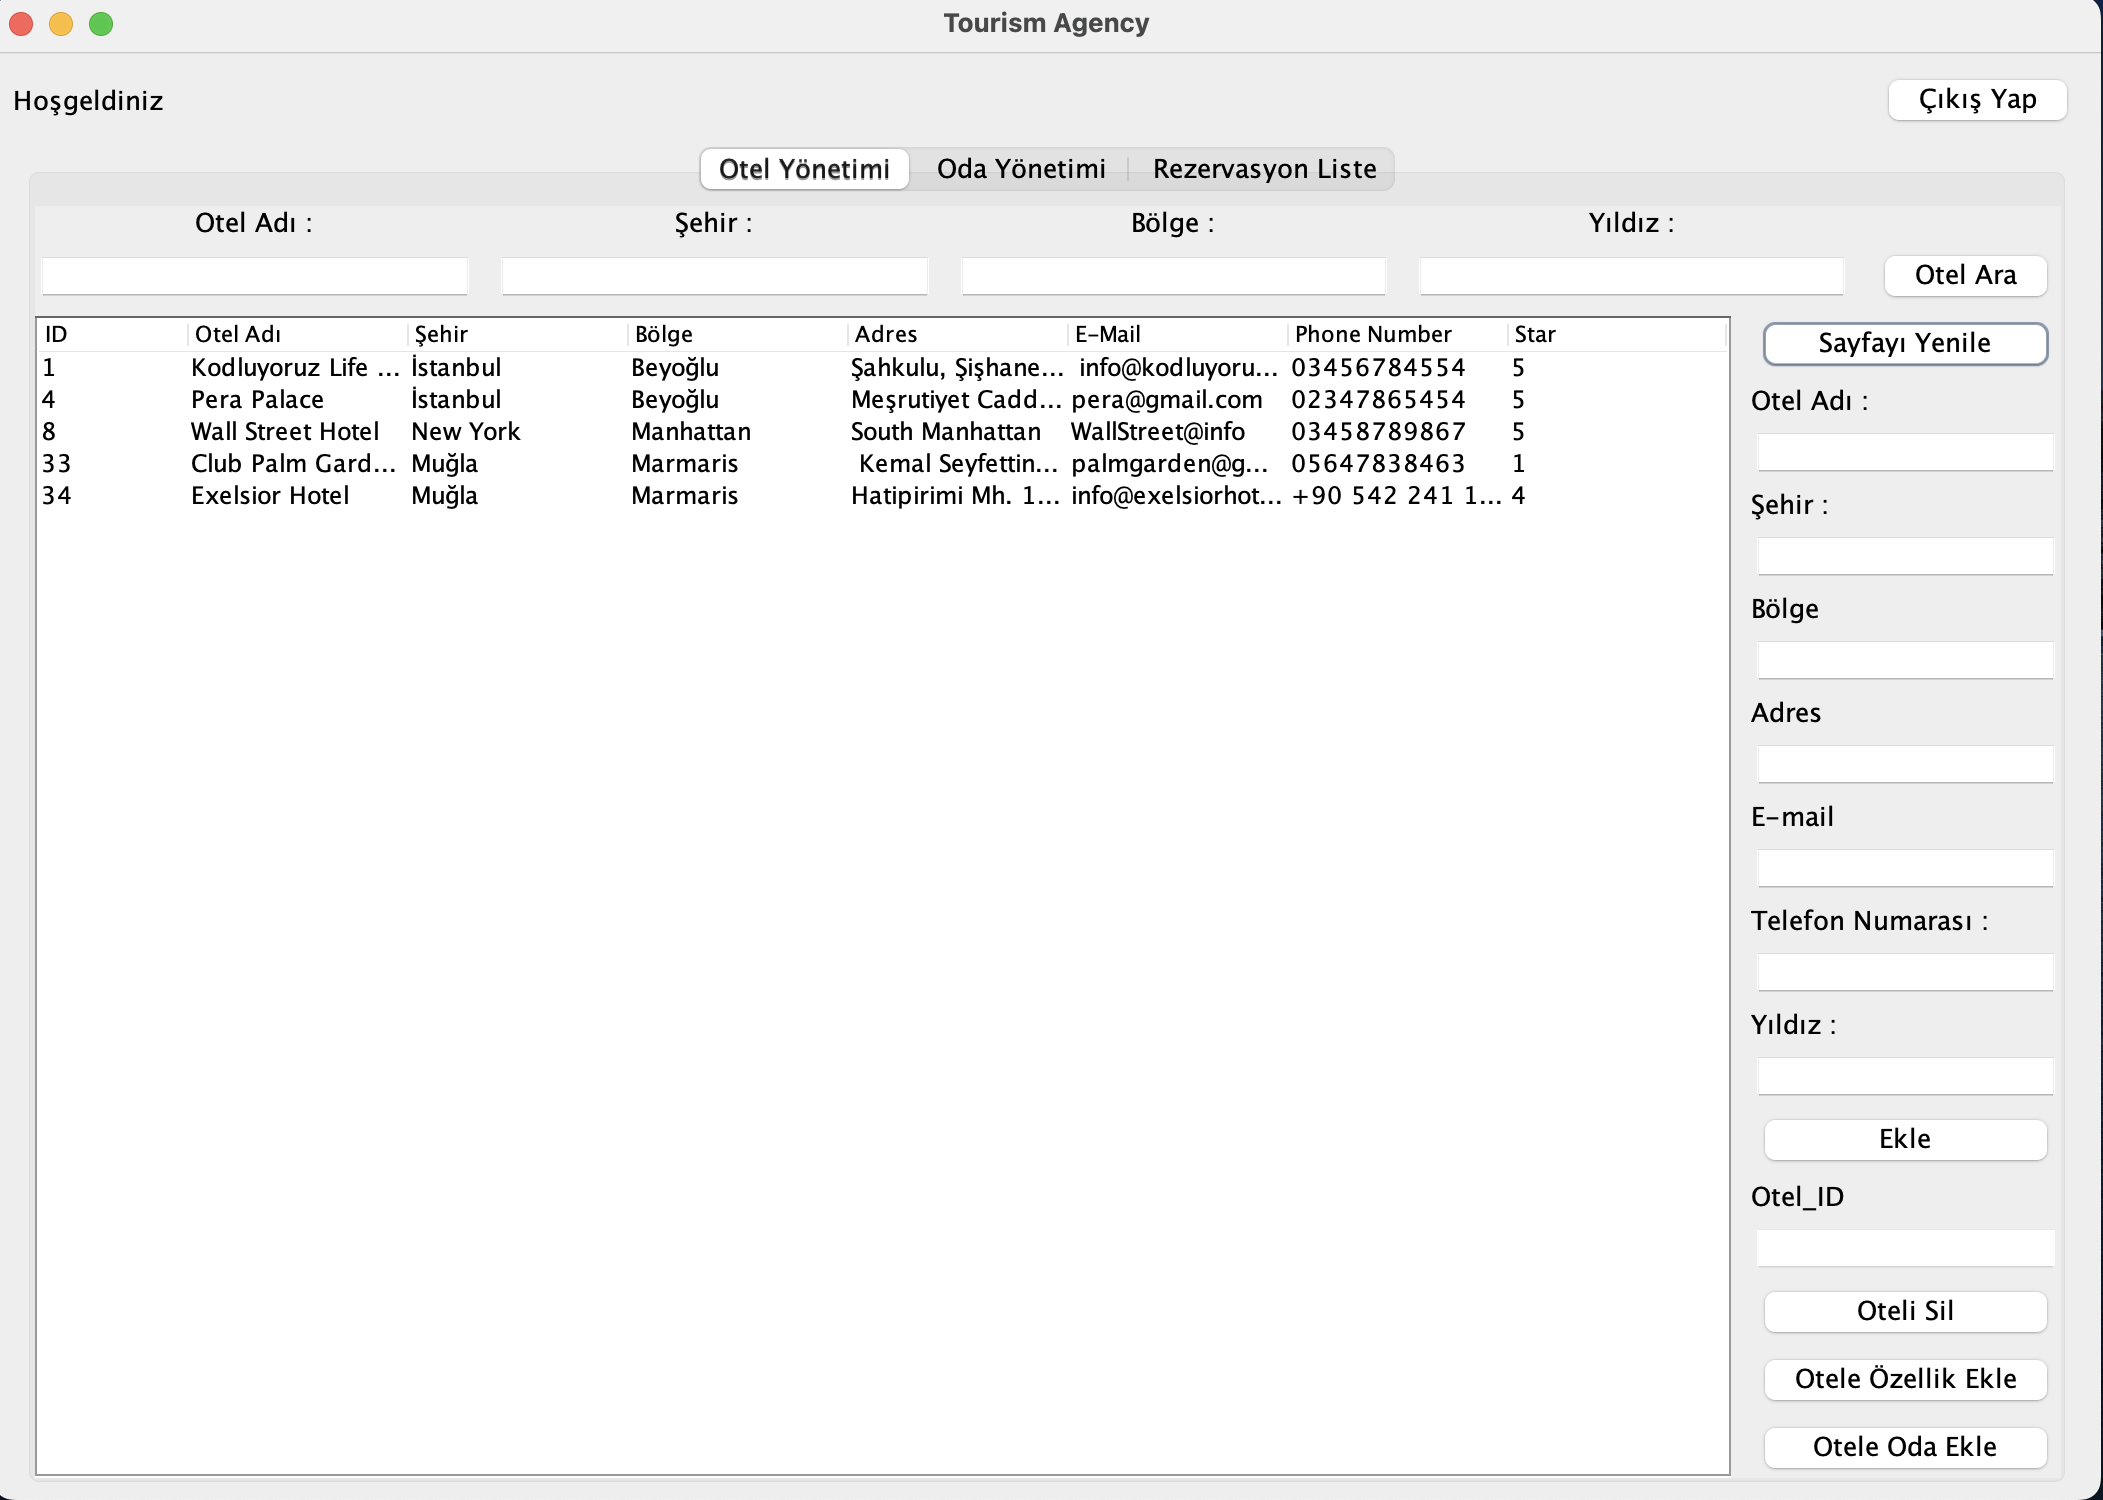 Tourism Agency
Hoşgeldiniz
Çıkış Yap
Otel Yönetimi Oda Yönetimi Rezervasyon Liste
Otel Adı : Şehir : Bölge : Yıldız :
Otel Ara
ID Otel Adı Şehir Bölge Adres E-Mail Phone Number Star
1 Kodluyoruz Life ... İstanbul Beyoğlu Şahkulu, Şişhane... info@kodluyoru... 03456784554 5
4 Pera Palace İstanbul Beyoğlu Meşrutiyet Cadd... pera@gmail.com 02347865454 5
8 Wall Street Hotel New York Manhattan South Manhattan WallStreet@info 03458789867 5
33 Club Palm Gard... Muğla Marmaris Kemal Seyfettin... palmgarden@g... 05647838463 1
34 Exelsior Hotel Muğla Marmaris Hatipirimi Mh. 1... info@exelsiorhot... +90 542 241 1... 4
Sayfayı Yenile
Otel Adı :
Şehir :
Bölge
Adres
E-mail
Telefon Numarası :
Yıldız :
Ekle
Otel_ID
Oteli Sil
Otele Özellik Ekle
Otele Oda Ekle